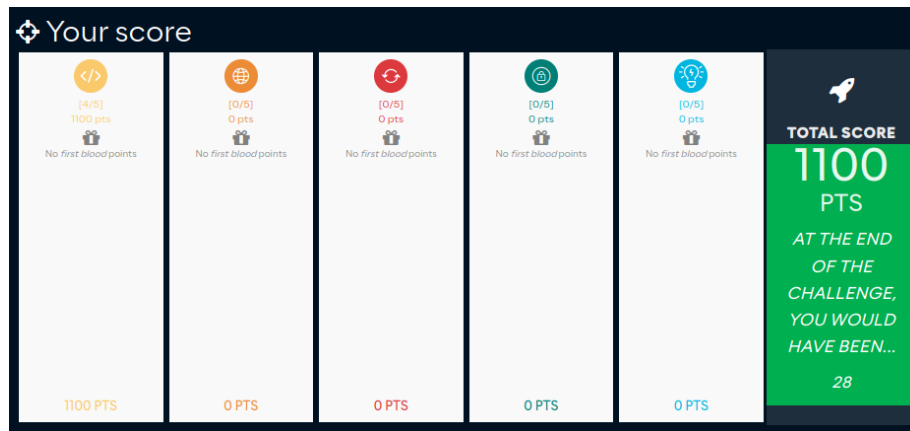 Your score
[4/5]
1100 pts
No first blood points
1100 PTS
[0/5]
0 pts
No first blood points
0 PTS
[0/5]
0 pts
No first blood points
0 PTS
[0/5]
0 pts
No first blood points
0 PTS
[0/5]
0 pts
No first blood points
0 PTS
TOTAL SCORE
1100
PTS
AT THE END
OF THE
CHALLENGE,
YOU WOULD
HAVE BEEN...
28